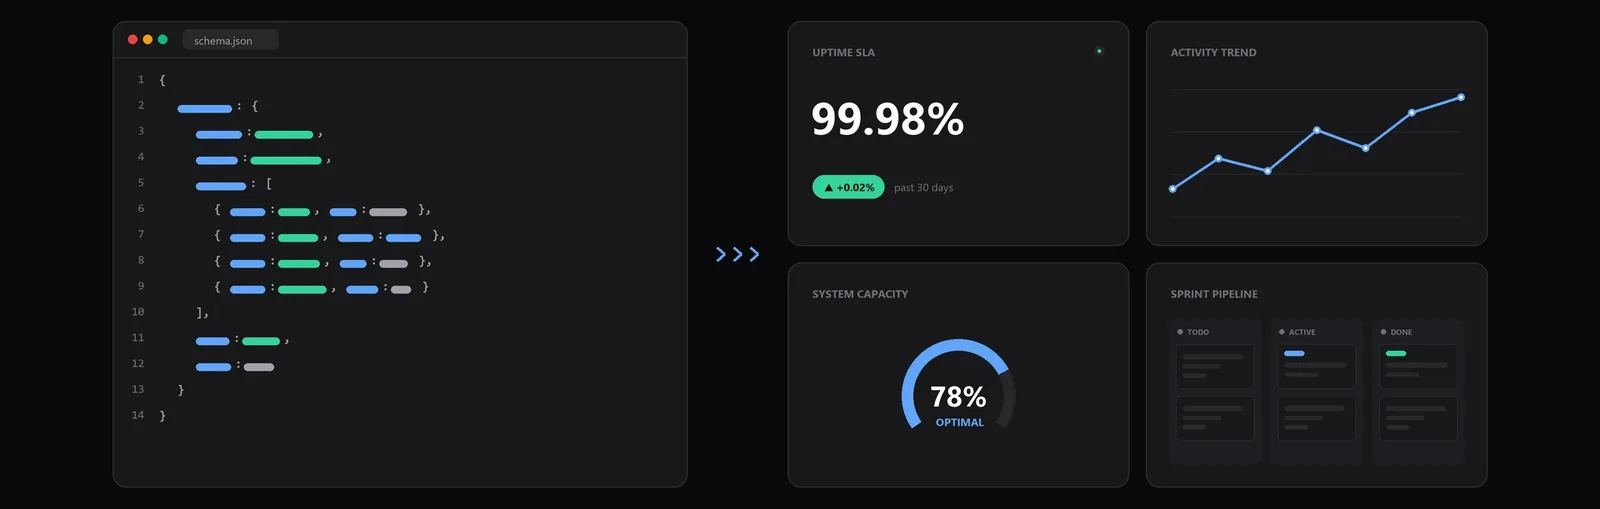 schema.json
1 {
2 : {
3 : ,
4 : ,
5 : [
6 { : , : },
7 { : , : },
8 { : , : },
9 { : , : }
10 ],
11 : ,
12 :
13 }
14 }
>>>
UPTIME SLA
99.98%
▲ +0.02% past 30 days
ACTIVITY TREND
SYSTEM CAPACITY
78%
OPTIMAL
SPRINT PIPELINE
TODO
ACTIVE
DONE